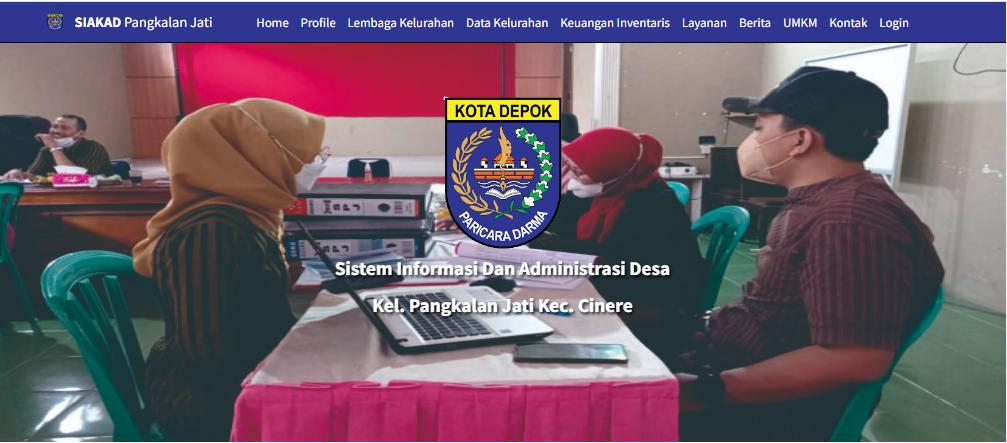 SIAKAD Pangkalan Jati Home Profile Lembaga Kelurahan Data Kelurahan Keuangan Inventaris Layanan Berita UMKM Kontak Login
KOTA DEPOK
PARICARA DARMA
SPJ
Sistem Informasi Dan Administrasi Desa
Kel. Pangkalan Jati Kec. Cinere